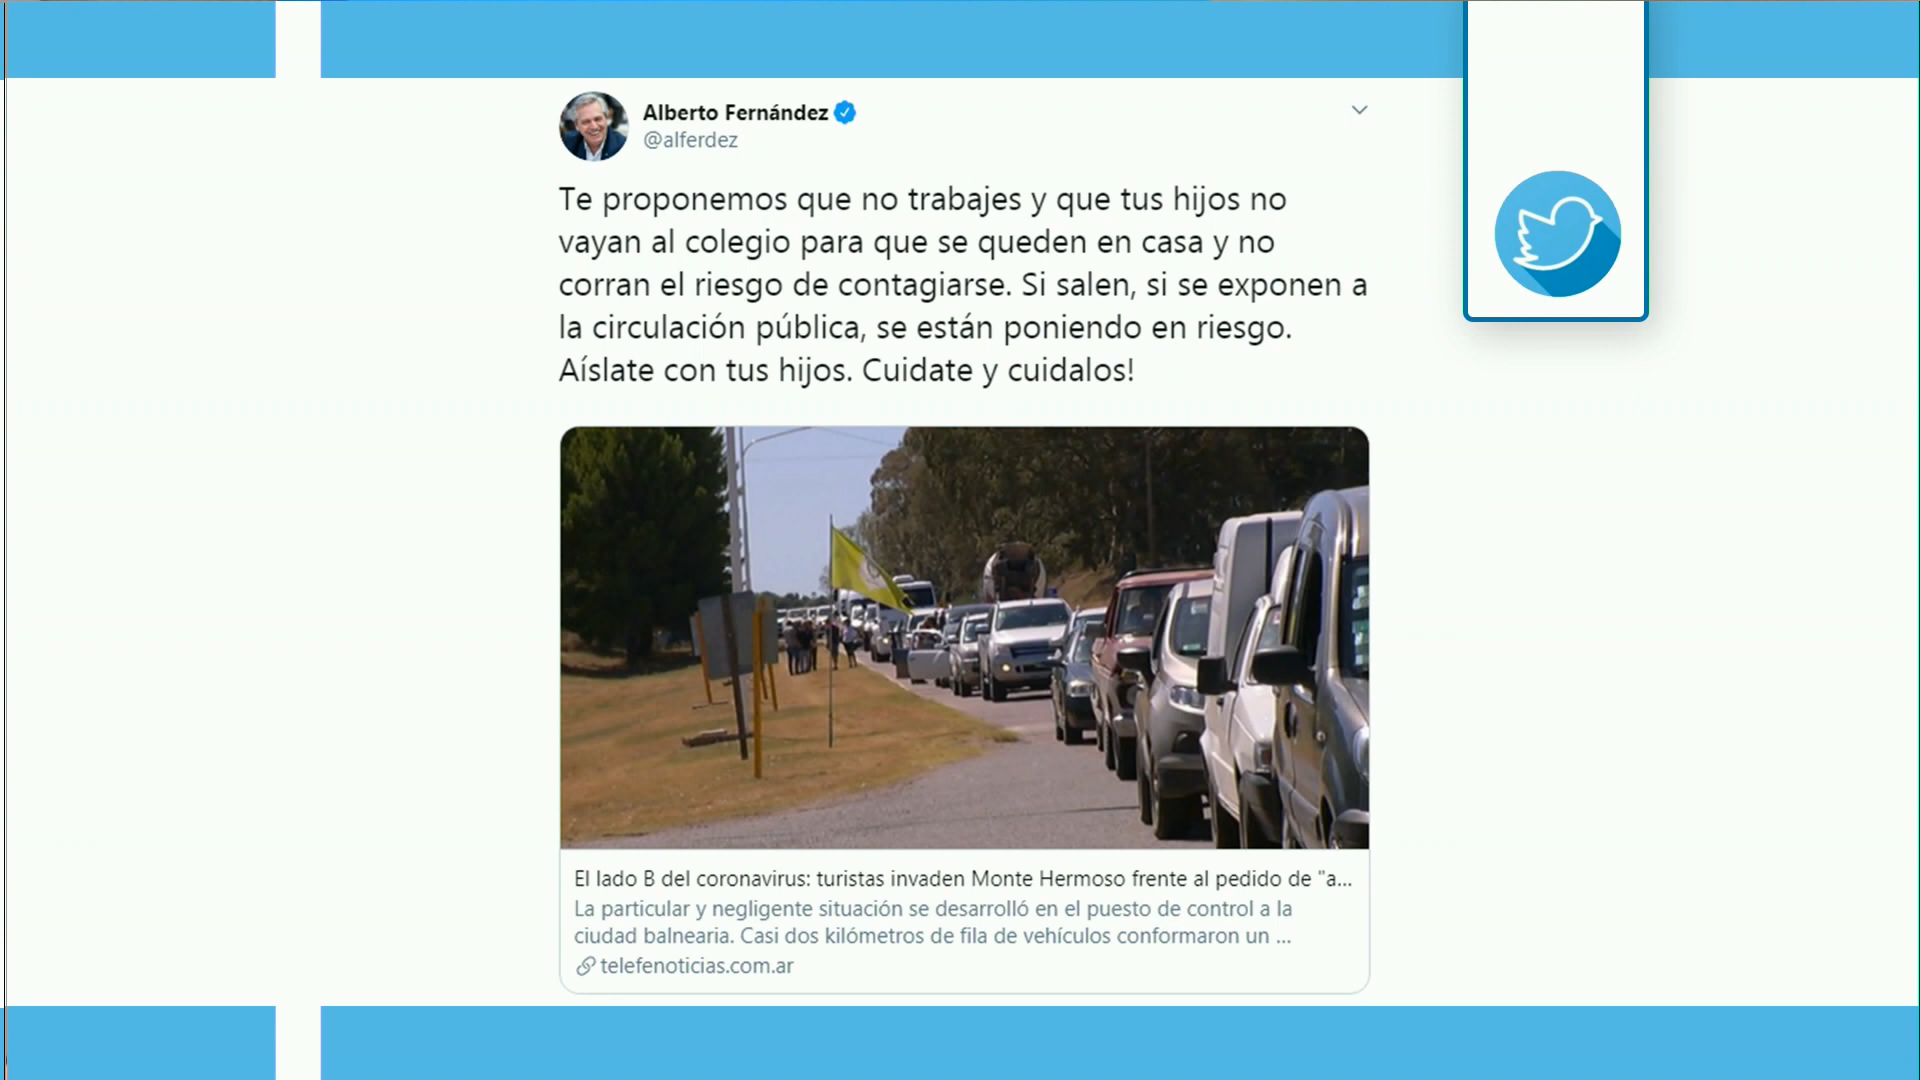 Alberto Fernández
@alferdez
Te proponemos que no trabajes y que tus hijos no
vayan al colegio para que se queden en casa y no
corran el riesgo de contagiarse. Si salen, si se exponen a
la circulación pública, se están poniendo en riesgo.
Aíslate con tus hijos. Cuidate y cuidalos!
El lado B del coronavirus: turistas invaden Monte Hermoso frente al pedido de "a...
La particular y negligente situación se desarrolló en el puesto de control a la
ciudad balnearia. Casi dos kilómetros de fila de vehículos conformaron un ...
telefenoticias.com.ar